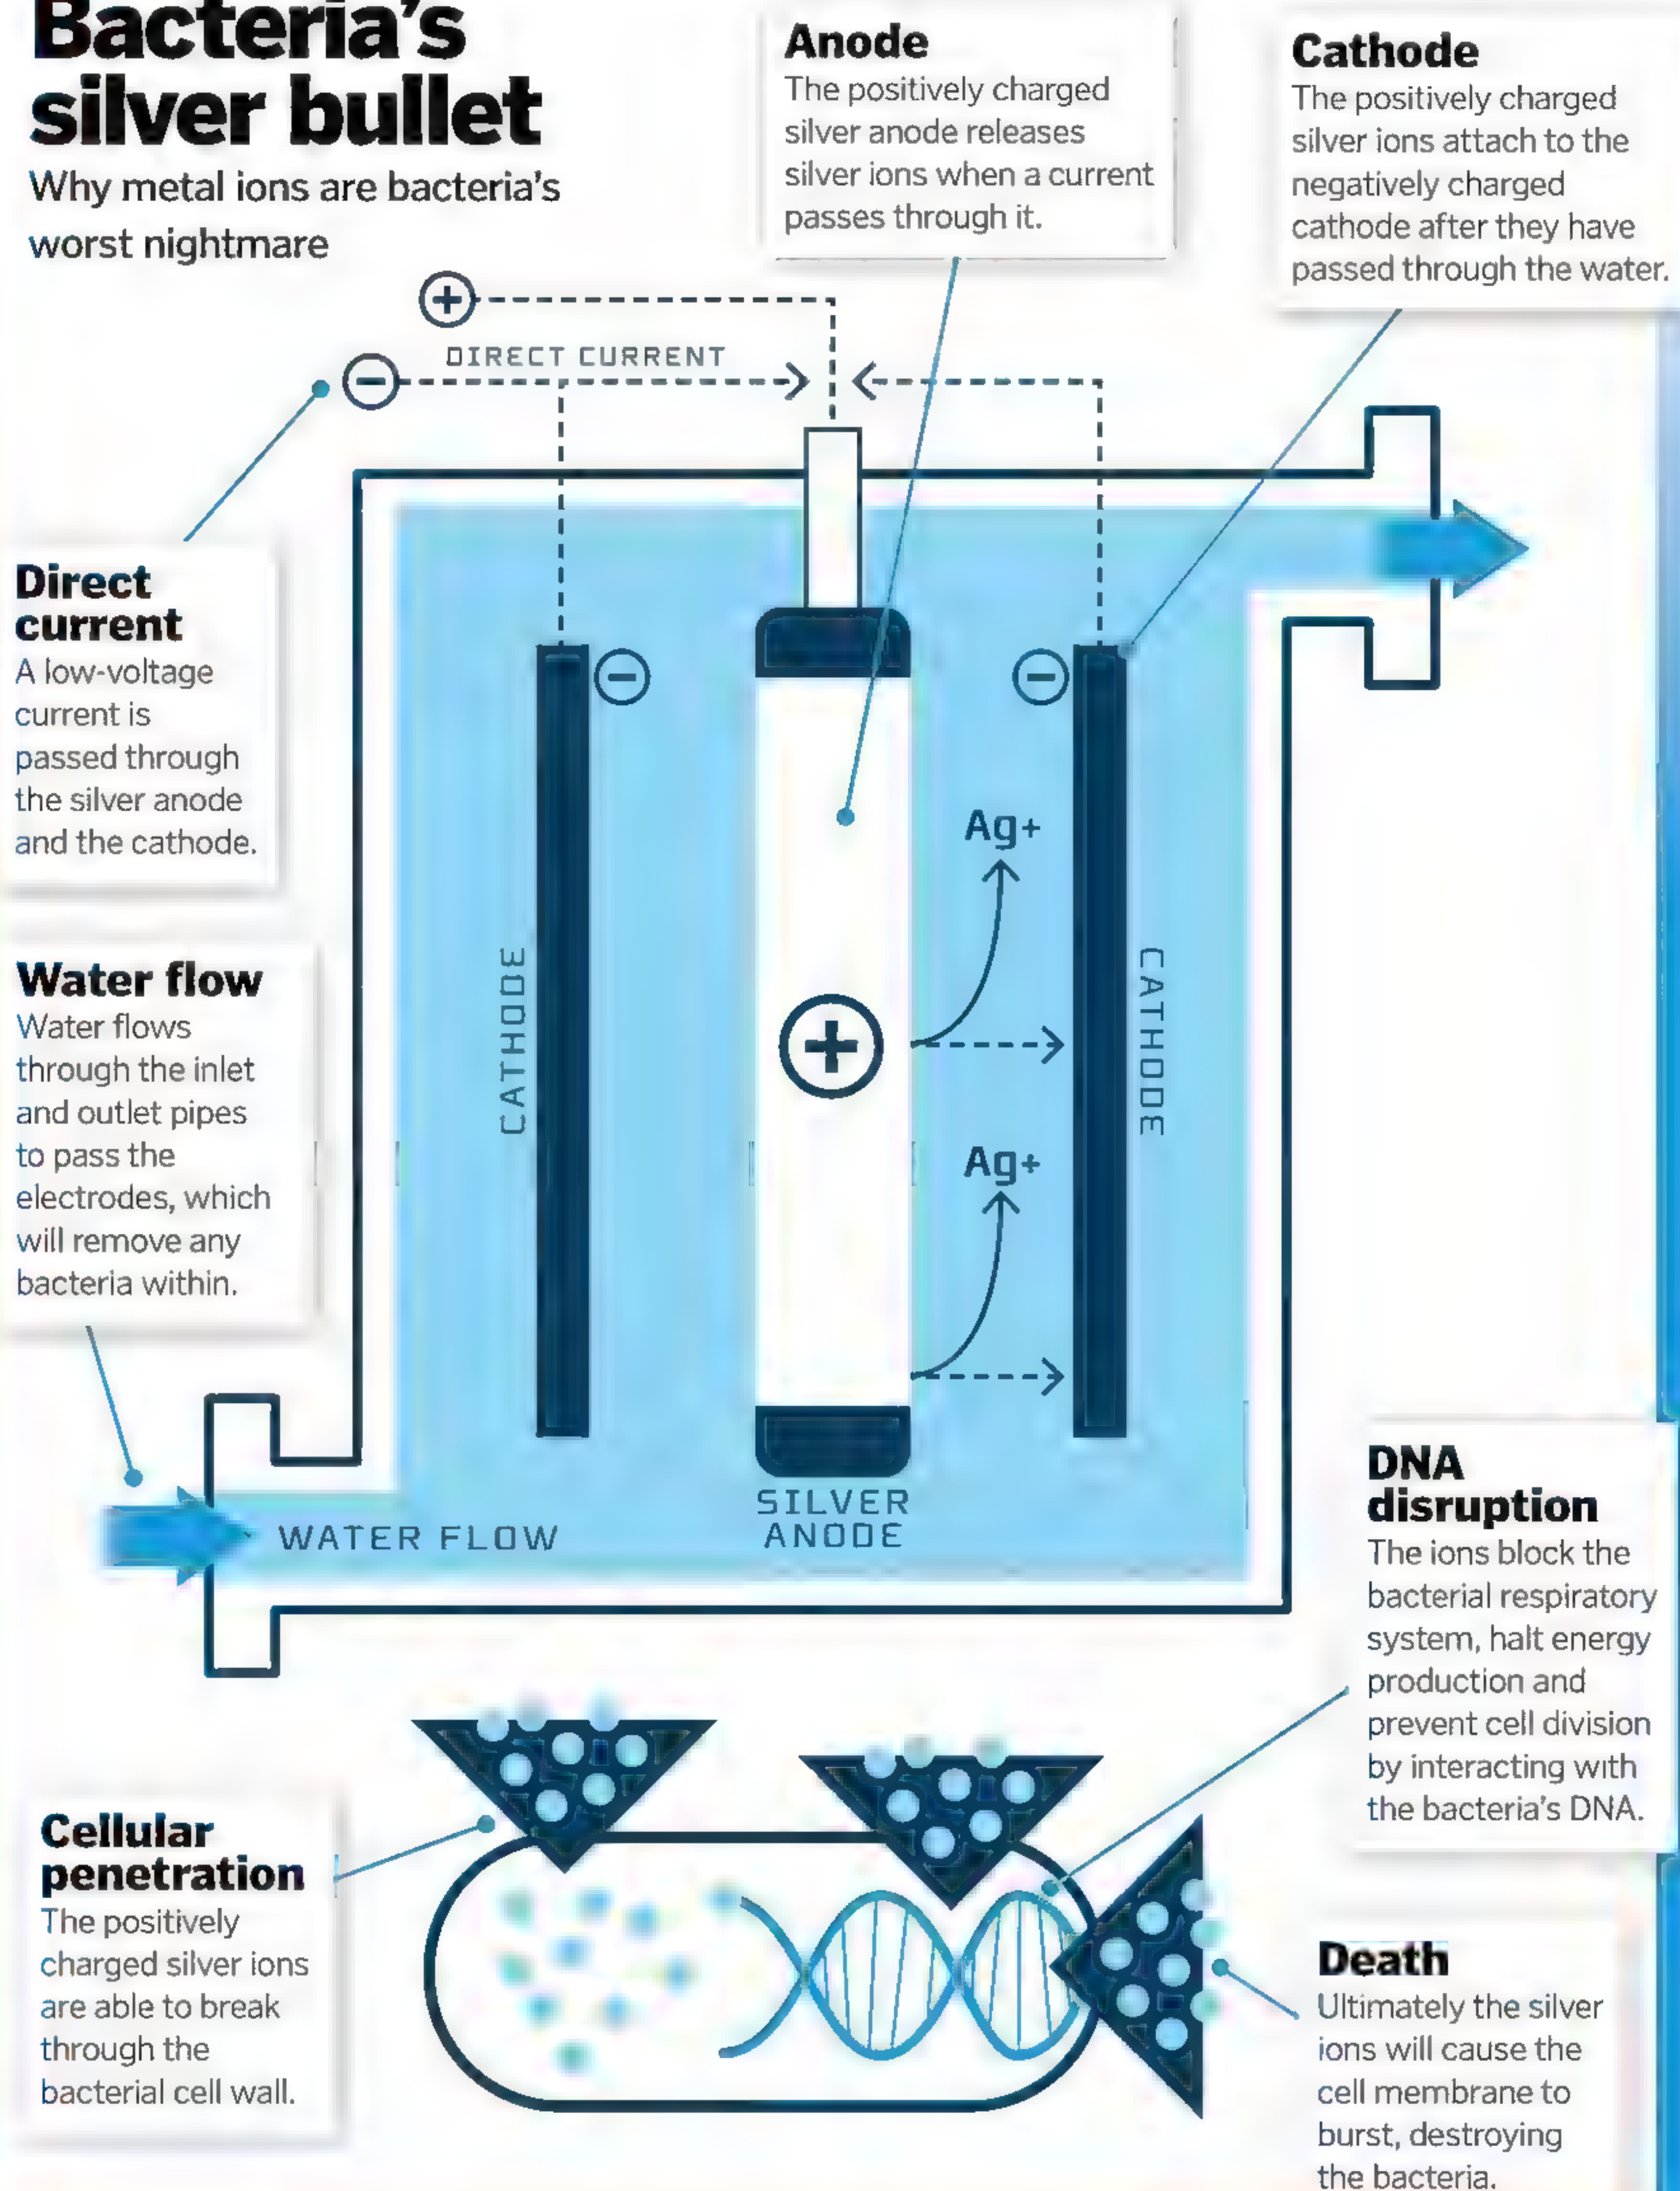 Bacteria's
silver bullet
Why metal ions are bacteria's
worst nightmare
Anode
The positively charged
silver anode releases
silver ions when a current
passes through it.
Cathode
The positively charged
silver ions attach to the
negatively charged
cathode after they have
passed through the water.
+
DIRECT CURRENT
−
Direct
current
A low-voltage
current is
passed through
the silver anode
and the cathode.
−
−
Ag+
CATHODE
CATHODE
+
Ag+
Water flow
Water flows
through the inlet
and outlet pipes
to pass the
electrodes, which
will remove any
bacteria within.
SILVER
ANODE
WATER FLOW
DNA
disruption
The ions block the
bacterial respiratory
system, halt energy
production and
prevent cell division
by interacting with
the bacteria's DNA.
Cellular
penetration
The positively
charged silver ions
are able to break
through the
bacterial cell wall.
Death
Ultimately the silver
ions will cause the
cell membrane to
burst, destroying
the bacteria.